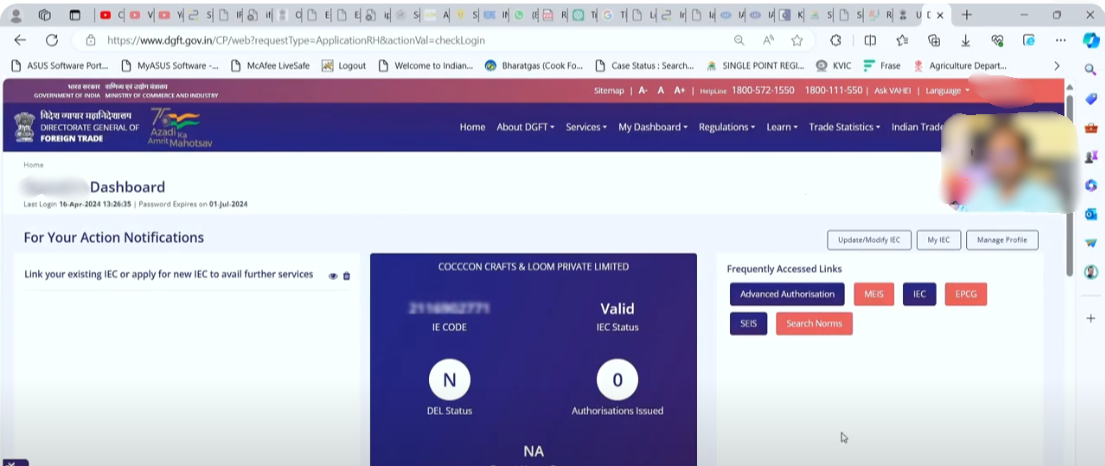 https://www.dgft.gov.in/CP/web?requestType=ApplicationRH&actionVal=checkLogin
ASUS Software Port... MyASUS Software -... McAfee LiveSafe Logout Welcome to Indian... Bharatgas (Cook Fo... Case Status : Search... SINGLE POINT REGI... KVIC Frase Agriculture Depart...
भारत सरकार वाणिज्य एवं उद्योग मंत्रालय
GOVERNMENT OF INDIA MINISTRY OF COMMERCE AND INDUSTRY
Sitemap | A- A A+ | HELPLINE 1800-572-1550 1800-111-550 | Ask VAHEI | Language
विदेश व्यापार महानिदेशालय
DIRECTORATE GENERAL OF
FOREIGN TRADE
75
Azadi Ka
Amrit Mahotsav
Home About DGFT Services My Dashboard Regulations Learn Trade Statistics Indian Trade
Home
Dashboard
Last Login 16-Apr-2024 13:26:35 | Password Expires on 01-Jul-2024
For Your Action Notifications
Update/Modify IEC My IEC Manage Profile
Link your existing IEC or apply for new IEC to avail further services
COCCCON CRAFTS & LOOM PRIVATE LIMITED
Valid
IE CODE IEC Status
N 0
DEL Status Authorisations Issued
NA
Frequently Accessed Links
Advanced Authorisation MEIS IEC EPCG
SEIS Search Norms